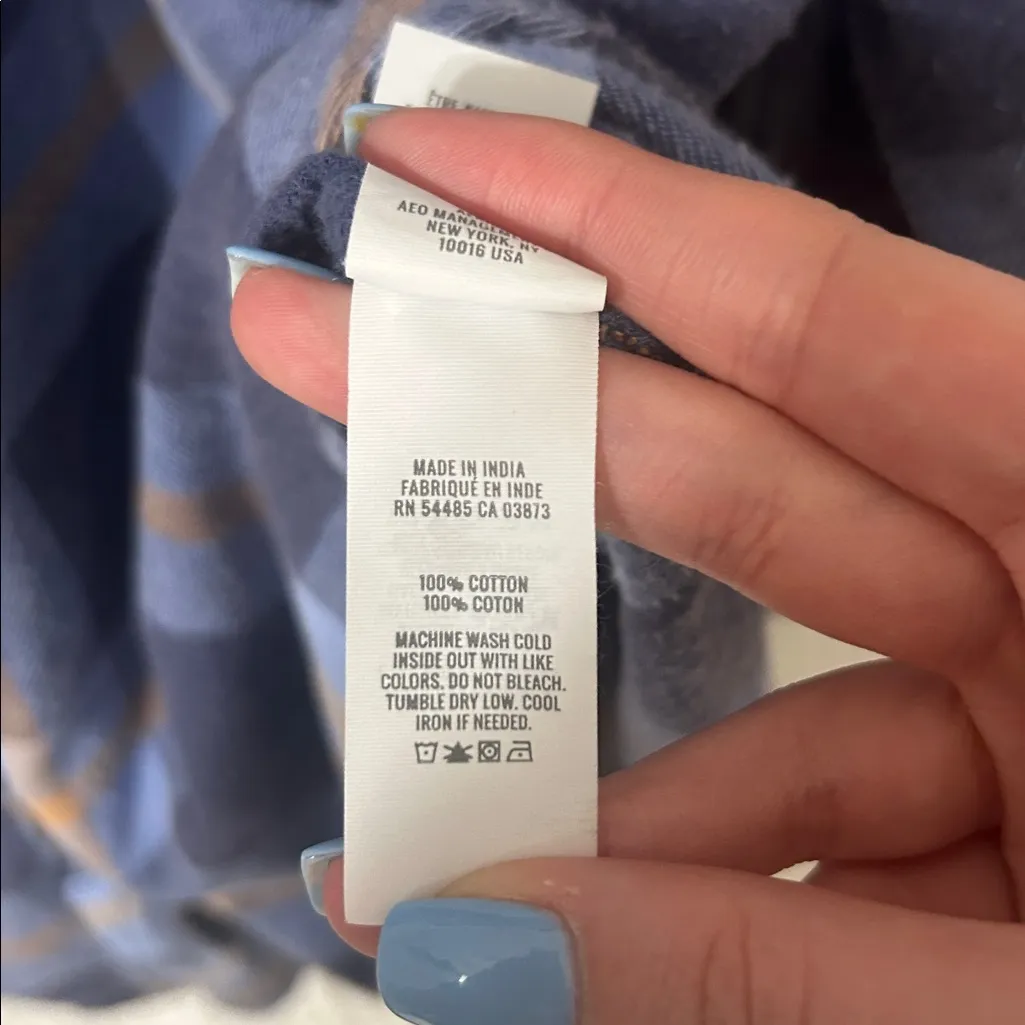 AEO MANAGEM
NEW YORK, NY
10016 USA
MADE IN INDIA
FABRIQUÉ EN INDE
RN 54485 CA 03873
100% COTTON
100% COTON
MACHINE WASH COLD
INSIDE OUT WITH LIKE
COLORS. DO NOT BLEACH.
TUMBLE DRY LOW. COOL
IRON IF NEEDED.